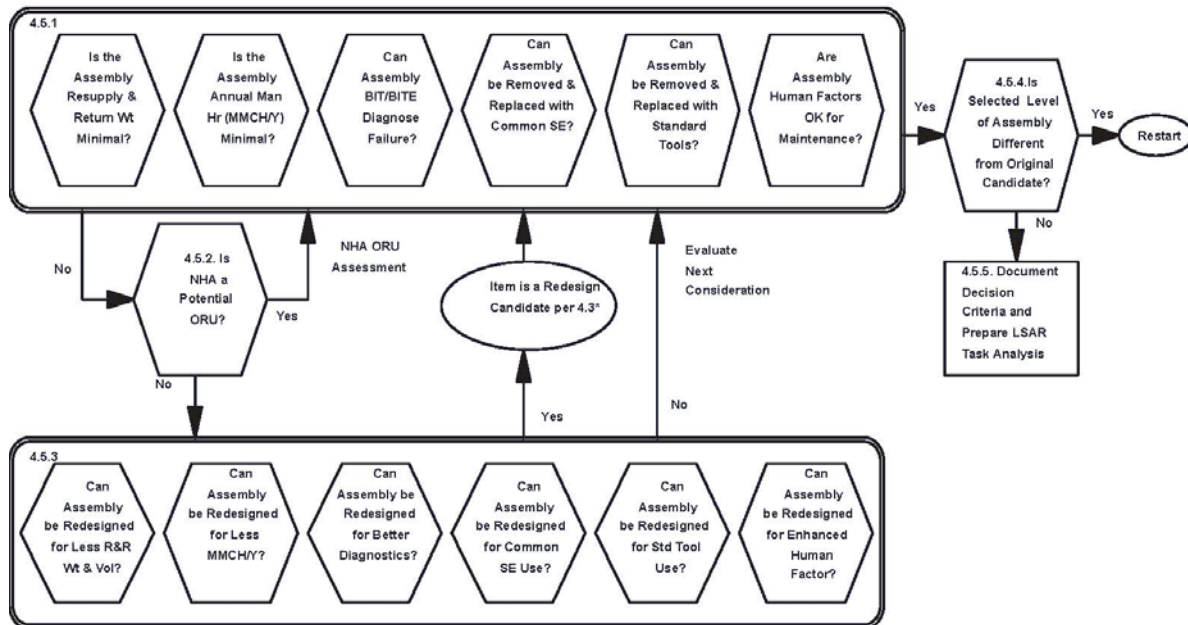 4.5.1
Is the
Assembly
Resupply &
Return Wt
Minimal?
Is the
Assembly
Annual Man
Hr (MMCH/Y)
Minimal?
Can
Assembly
BIT/BITE
Diagnose
Failure?
Can
Assembly
be Removed &
Replaced with
Common SE?
Can
Assembly
be Removed &
Replaced with
Standard
Tools?
Are
Assembly
Human Factors
OK for
Maintenance?
Yes
4.5.4.Is
Selected Level
of Assembly
Different
from Original
Candidate?
Yes
Restart
No
4.5.5. Document
Decision
Criteria and
Prepare LSAR
Task Analysis
No
4.5.2. Is
NHA a
Potential
ORU?
Yes
NHA ORU
Assessment
Item is a Redesign
Candidate per 4.3*
Evaluate
Next
Consideration
No
Yes
No
4.5.3
Can
Assembly
be Redesigned
for Less R&R
Wt & Vol?
Can
Assembly
be Redesigned
for Less
MMCH/Y?
Can
Assembly be
Redesigned
for Better
Diagnostics?
Can
Assembly
be Redesigned
for Common
SE Use?
Can
Assembly
be Redesigned
for Std Tool
Use?
Can
Assembly
be Redesigned
for Enhanced
Human
Factor?